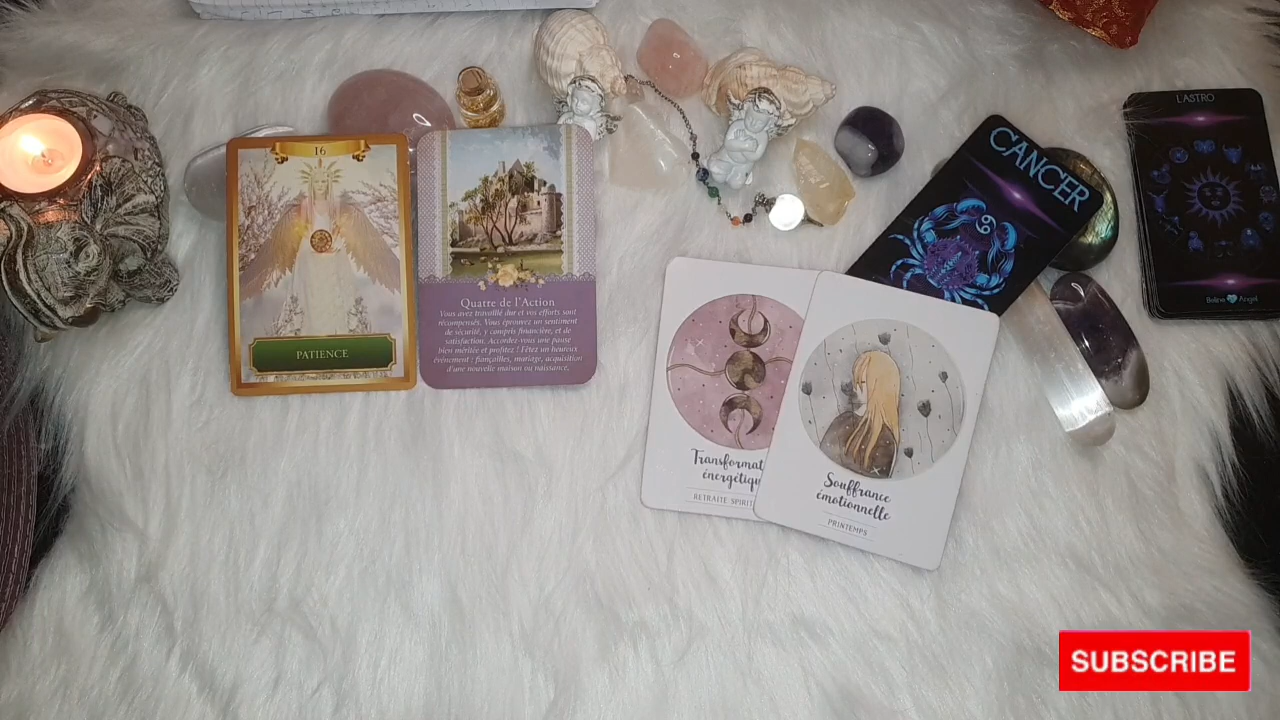 16
PATIENCE
Quatre de l'Action
Vous avez travaillé dur et vos efforts sont
récompensés. Vous éprouvez un sentiment
de sécurité, y compris financière, et de
satisfaction. Accordez-vous une pause
bien méritée et profitez ! Fêtez un heureux
événement : fiançailles, mariage, acquisition
d'une nouvelle maison ou naissance.
Transformat
énergétiqu
RETRAITE SPIRIT
Souffrance
émotionnelle
PRINTEMPS
CANCER
L'ASTRO
Beline Angel
SUBSCRIBE